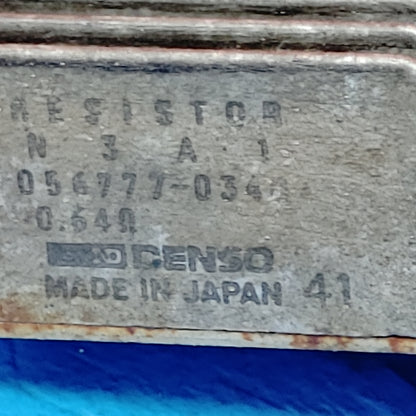 RESISTOR
N 3 A 1
056777-034
0.64Ω
DENSO
MADE IN JAPAN 41